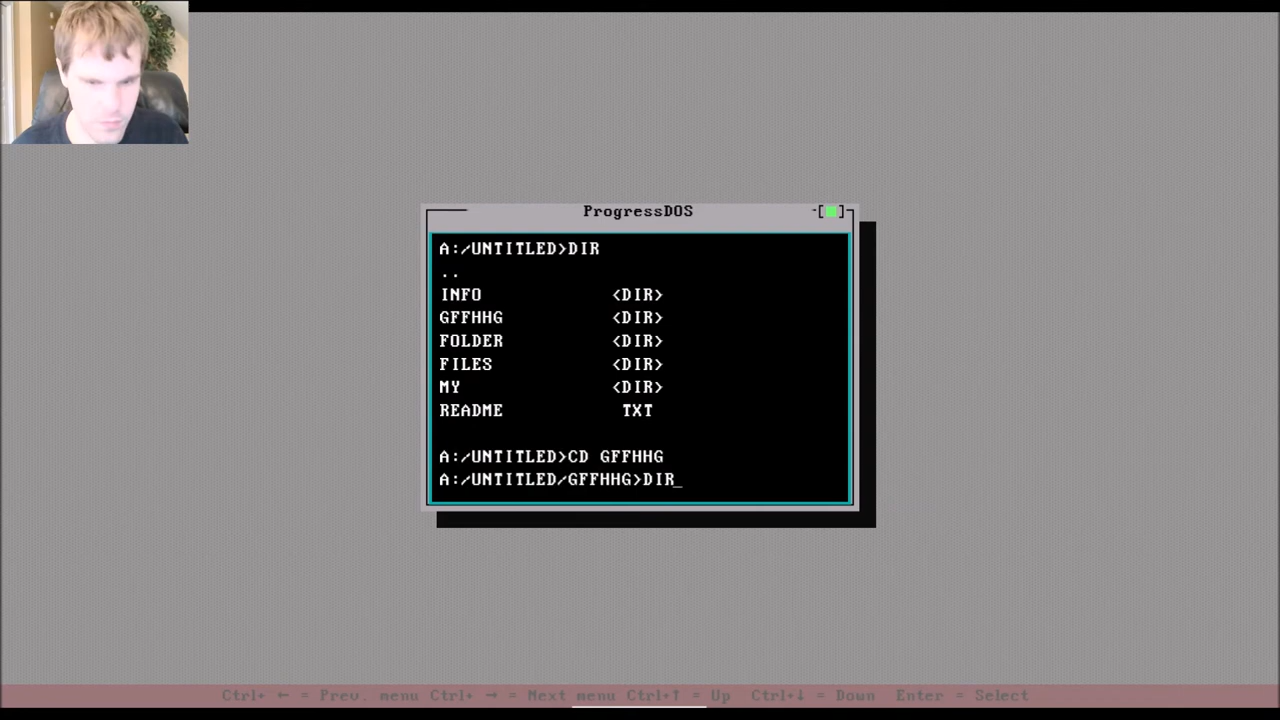 ProgressDOS
[■]
A:/UNTITLED>DIR
..
INFO <DIR>
GFFHHG <DIR>
FOLDER <DIR>
FILES <DIR>
MY <DIR>
README TXT
A:/UNTITLED>CD GFFHHG
A:/UNTITLED/GFFHHG>DIR_
Ctrl+ ← = Prev. menu Ctrl+ → = Next menu Ctrl+↑ = Up Ctrl+↓ = Down Enter = Select